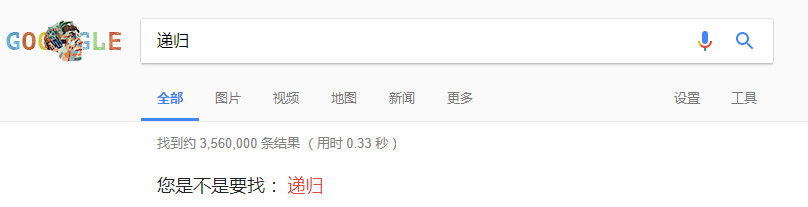 GOOGLE
递归
全部 图片 视频 地图 新闻 更多 设置 工具
找到约 3,560,000 条结果 （用时 0.33 秒）
您是不是要找： 递归